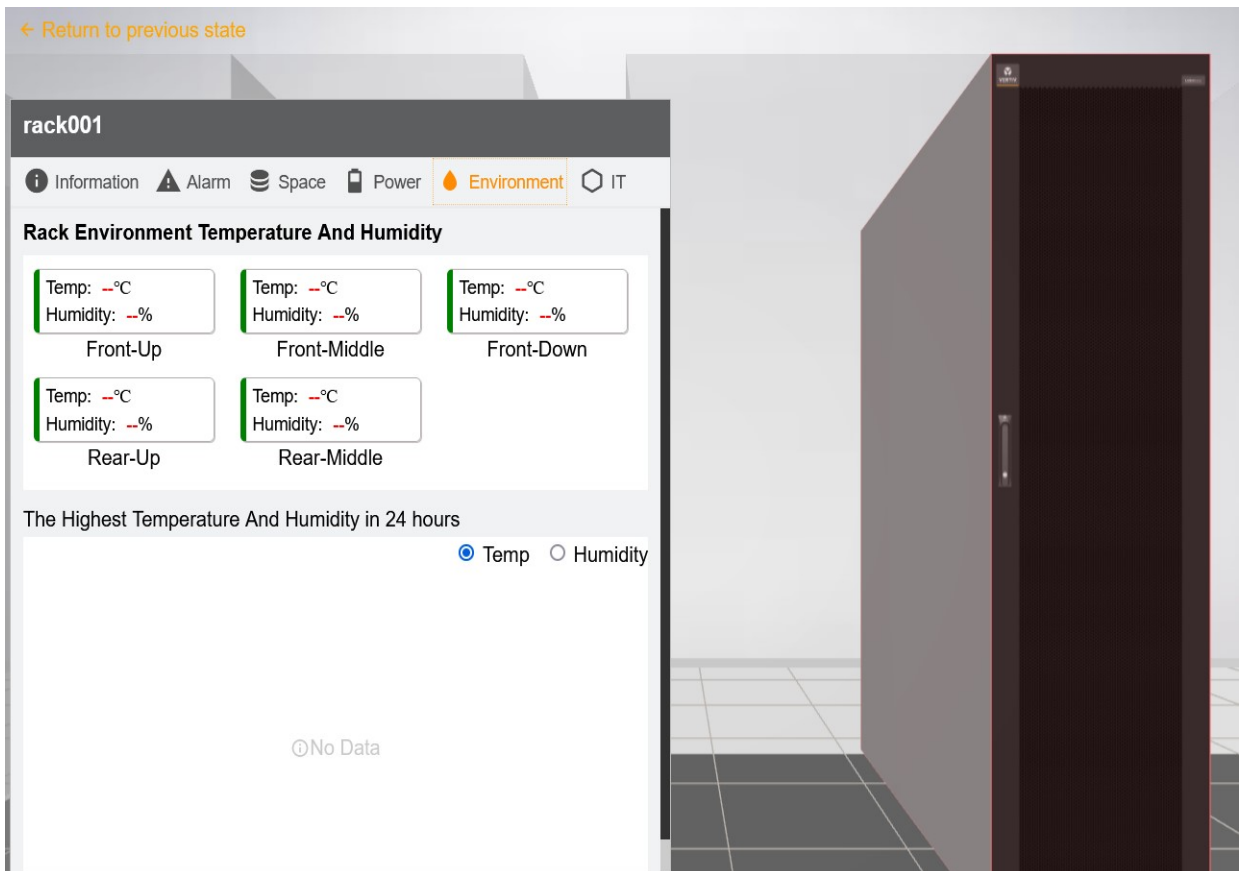 ← Return to previous state
rack001
Information Alarm Space Power Environment IT
Rack Environment Temperature And Humidity
Temp: --°C Temp: --°C Temp: --°C
Humidity: --% Humidity: --% Humidity: --%
Front-Up Front-Middle Front-Down
Temp: --°C Temp: --°C
Humidity: --% Humidity: --%
Rear-Up Rear-Middle
The Highest Temperature And Humidity in 24 hours
Temp Humidity
No Data